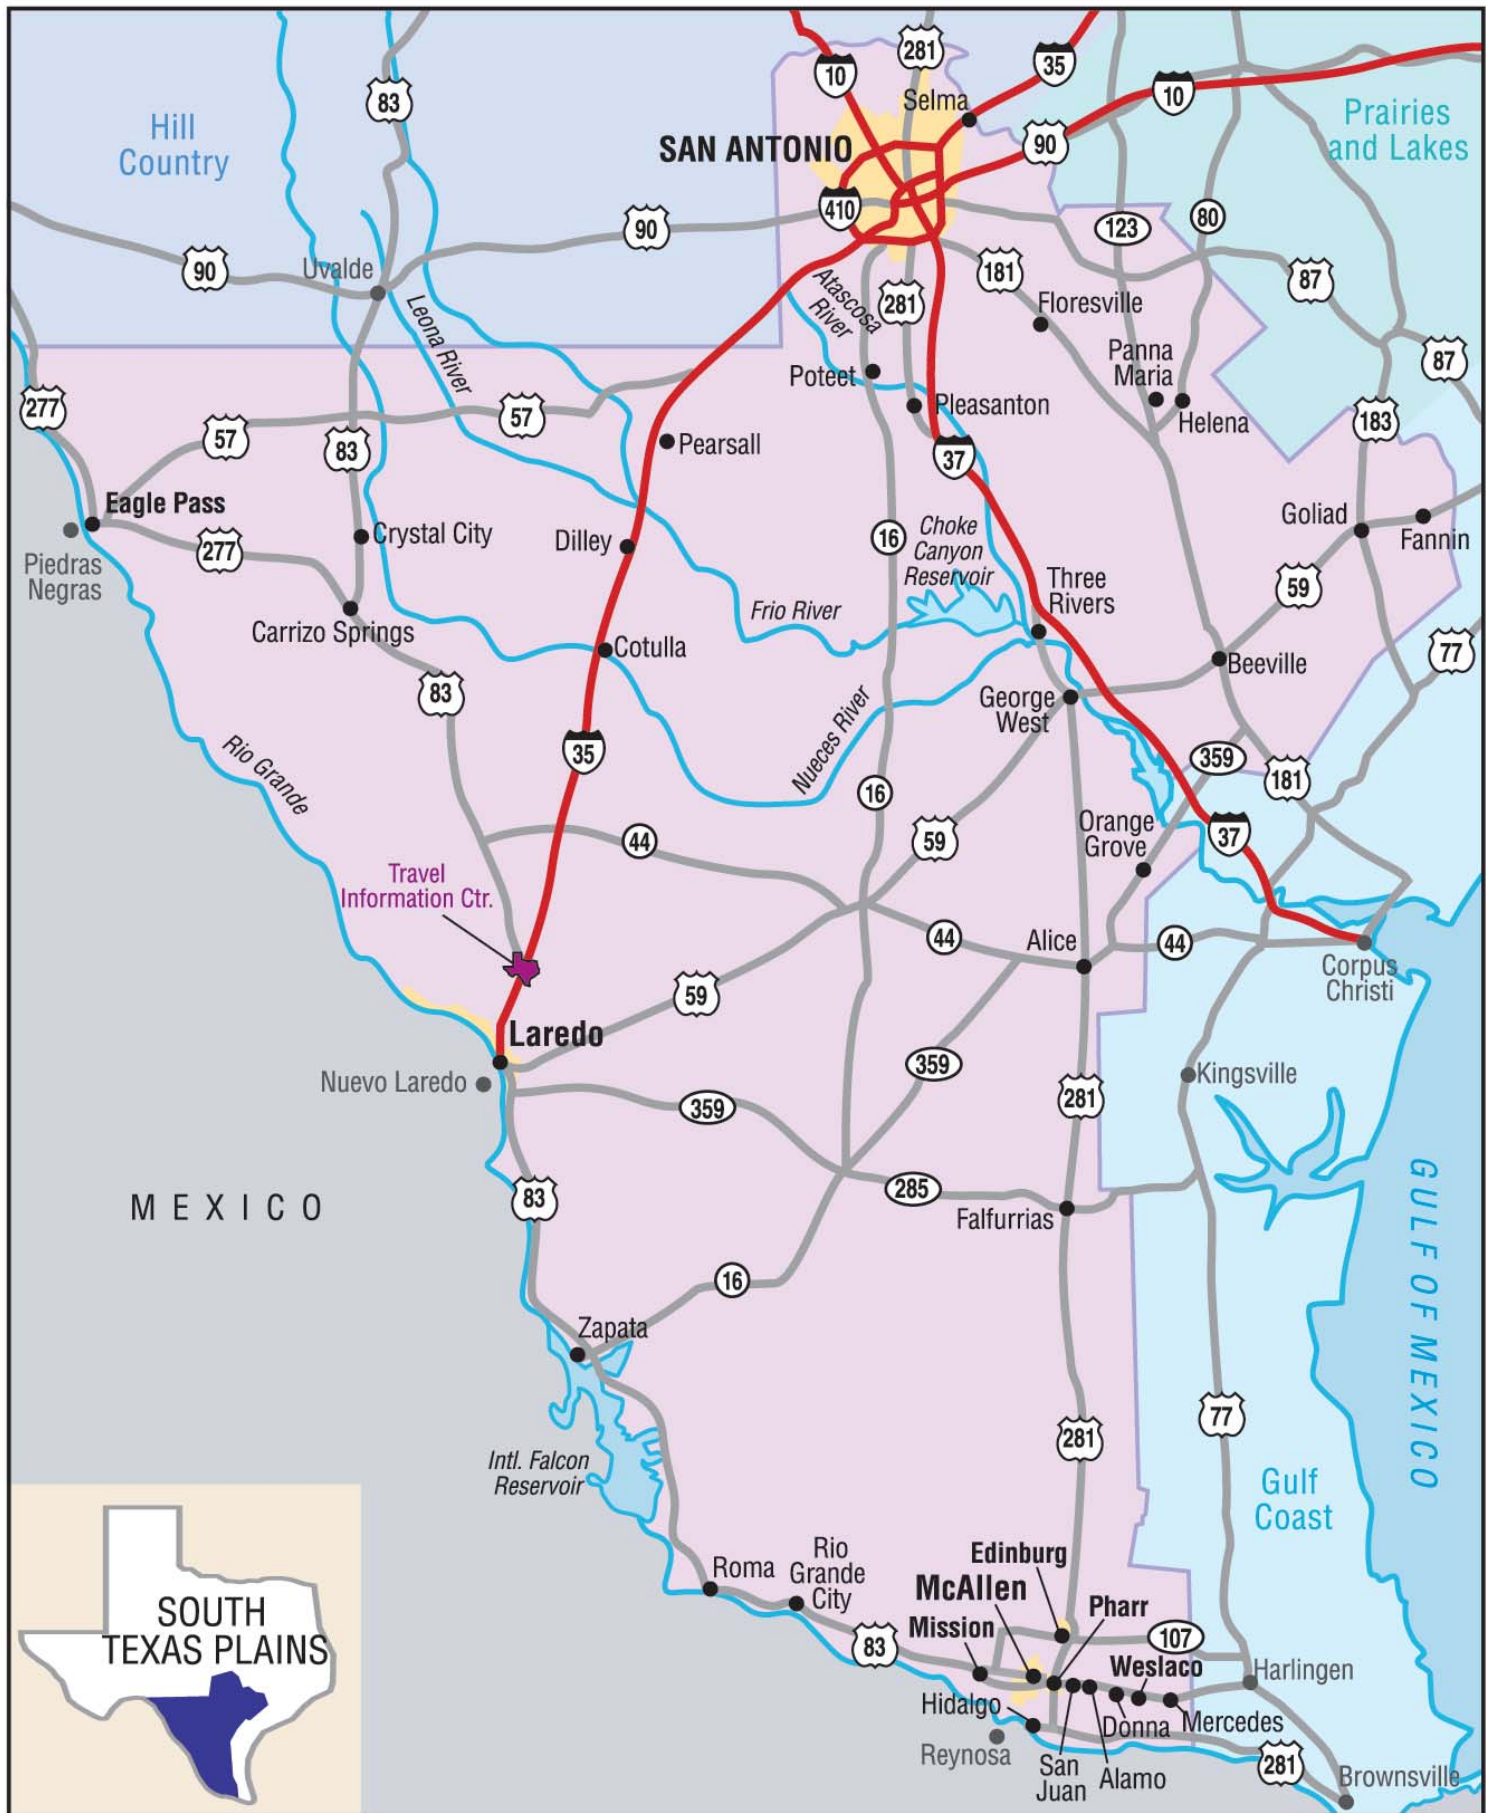 281
35
10
10
83
Selma
Prairies
and Lakes
Hill
Country
90
SAN ANTONIO
410
80
123
90
90
Uvalde
181
87
Atascosa
River
281
Floresville
Leona River
Panna
Maria
87
Poteet
277
57
57
Pleasanton
Helena
183
83
Pearsall
37
Eagle Pass
Goliad
Piedras
Negras
277
Crystal City
Dilley
16
Choke
Canyon
Reservoir
Fannin
Three
Rivers
59
Frio River
Carrizo Springs
Cotulla
77
Beeville
83
George
West
Nueces River
35
Rio Grande
359
181
16
44
59
Orange
Grove
37
Travel
Information Ctr.
44
Alice
44
Corpus
Christi
59
Laredo
Nuevo Laredo
359
Kingsville
359
281
MEXICO
83
285
Falfurrias
GULF OF MEXICO
16
Zapata
77
281
Intl. Falcon
Reservoir
Gulf
Coast
Edinburg
Roma
Rio
Grande
City
McAllen
Pharr
Mission
83
107
SOUTH
TEXAS PLAINS
Weslaco
Harlingen
Hidalgo
Donna
Mercedes
Reynosa
San
Juan
Alamo
281
Brownsville